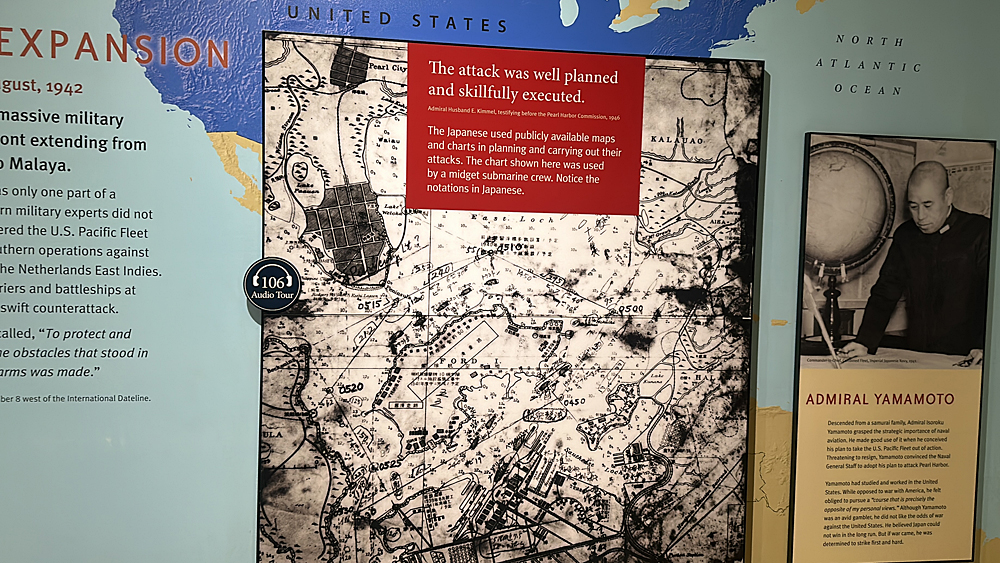 UNITED STATES
NORTH
ATLANTIC
OCEAN
EXPANSION
gust, 1942
massive military
ont extending from
o Malaya.
s only one part of a
rn military experts did not
ered the U.S. Pacific Fleet
thern operations against
he Netherlands East Indies.
riers and battleships at
swift counterattack.
called, “To protect and
e obstacles that stood in
arms was made.”
ber 8 west of the International Dateline.
106
Audio Tour
The attack was well planned
and skillfully executed.
Admiral Husband E. Kimmel, testifying before the Pearl Harbor Commission, 1946
The Japanese used publicly available maps
and charts in planning and carrying out their
attacks. The chart shown here was used
by a midget submarine crew. Notice the
notations in Japanese.
Pearl City
Waiau
KALAUAO
AIEA
East Loch
0510
0515
0500
FORD I.
0520
0450
0525
ADMIRAL YAMAMOTO
Descended from a samurai family, Admiral Isoroku
Yamamoto grasped the strategic importance of naval
aviation. He made good use of it when he conceived
his plan to take the U.S. Pacific Fleet out of action.
Threatening to resign, Yamamoto convinced the Naval
General Staff to adopt his plan to attack Pearl Harbor.
Yamamoto had studied and worked in the United
States. While opposed to war with America, he felt
obliged to pursue a “course that is precisely the
opposite of my personal views.” Although Yamamoto
was an avid gambler, he did not like the odds of war
against the United States. He believed Japan could
not win in the long run. But if war came, he was
determined to strike first and hard.